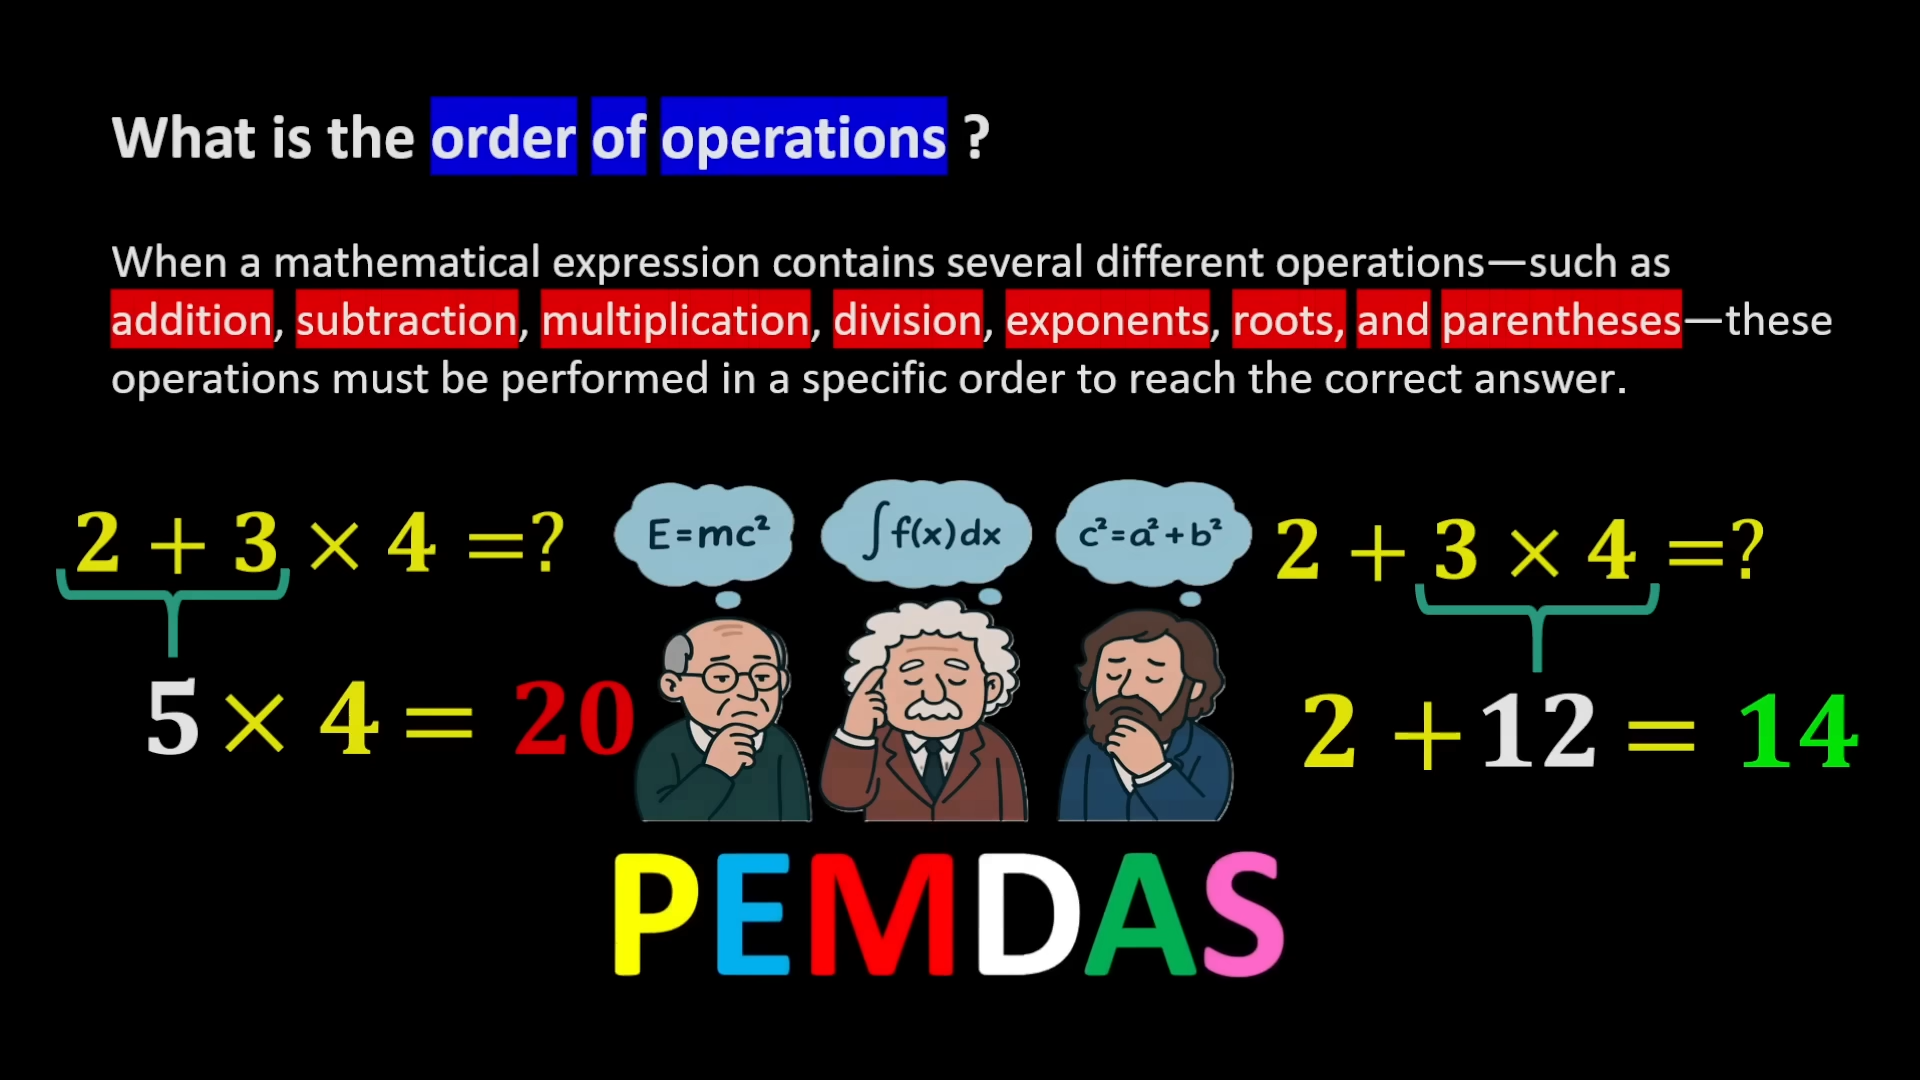 What is the order of operations ?
When a mathematical expression contains several different operations—such as
addition, subtraction, multiplication, division, exponents, roots, and parentheses—these
operations must be performed in a specific order to reach the correct answer.
2 + 3 × 4 =?
5 × 4 = 20
E=mc²
∫f(x)dx
c²=a²+b²
2 + 3 × 4 =?
2 + 12 = 14
PEMDAS